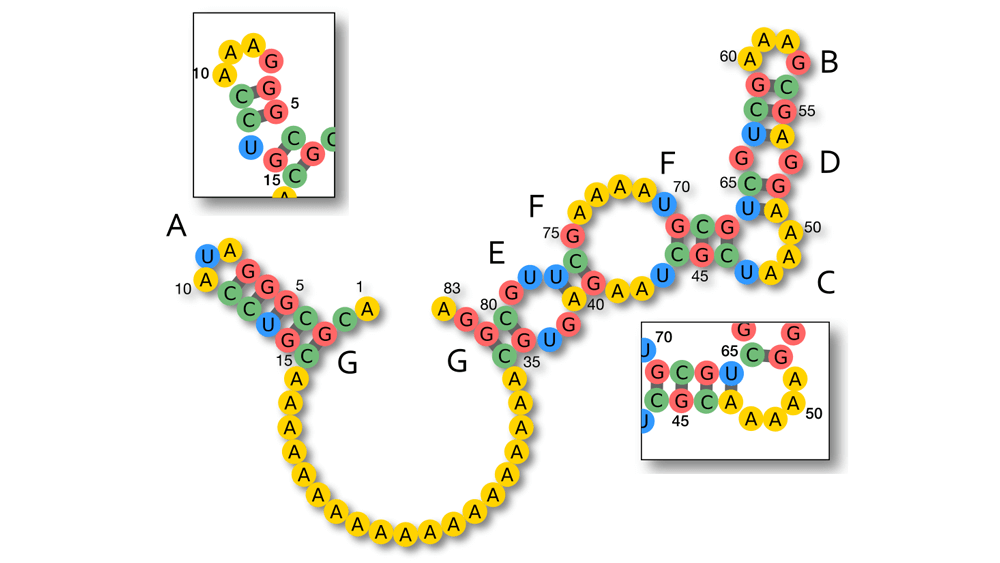 A A
A A G B
60 A
G C
C G 55
U A
G G D
65 C G
U A
A 50
A
U A A C
A A G
10 A G
C G 5
C C C
U G G
15 C
A
F
A A A A U 70
F A
75 G G C G
C C G C
45
E
G U U C G
A A A U
40
A
U A
10 A G
C G 5
C G C 1
U G C A
G
15 C
G
83
A G G C 80
G U G
C 35
G
A A
A A
A A
A A
A A
A A
A A
A A A A A
70 G G
U 65 C G
G C G U A
C G C A A 50
U 45 A A